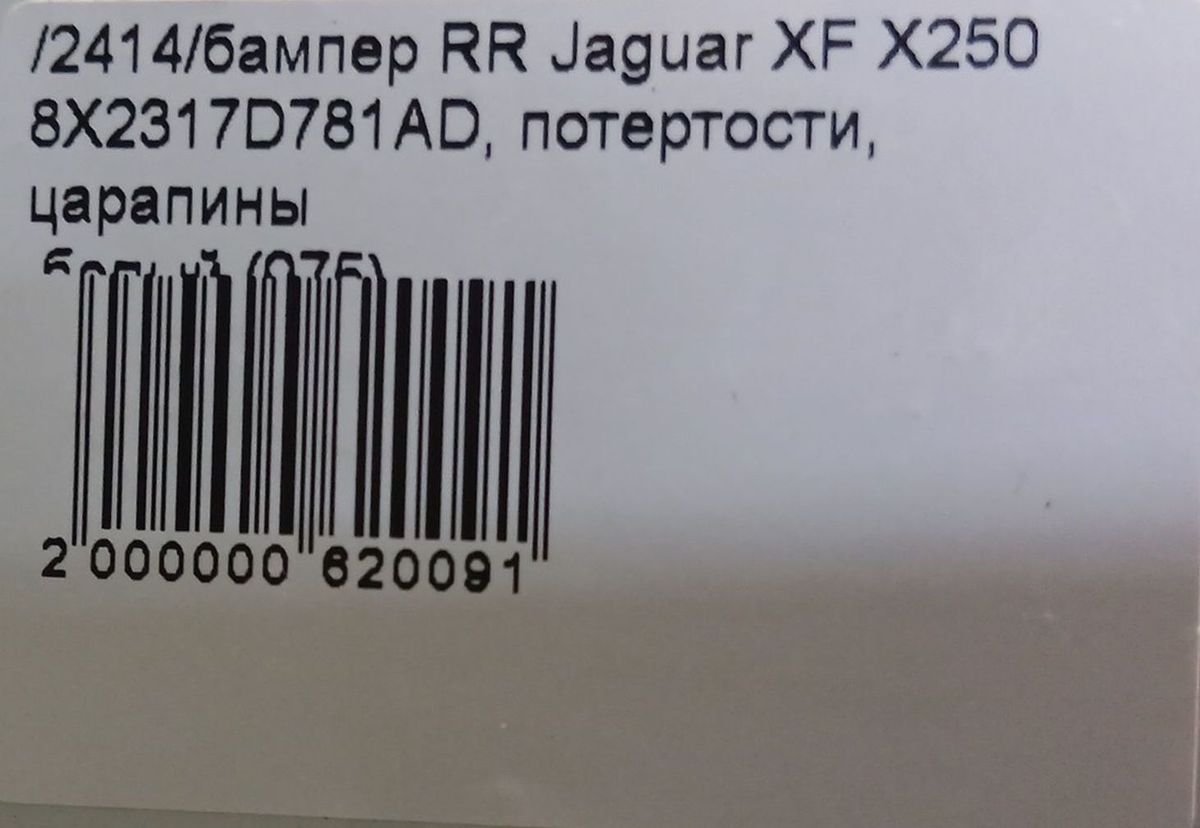 /2414/бампер RR Jaguar XF X250
8X2317D781AD, потертости,
царапины
2 000000 620091